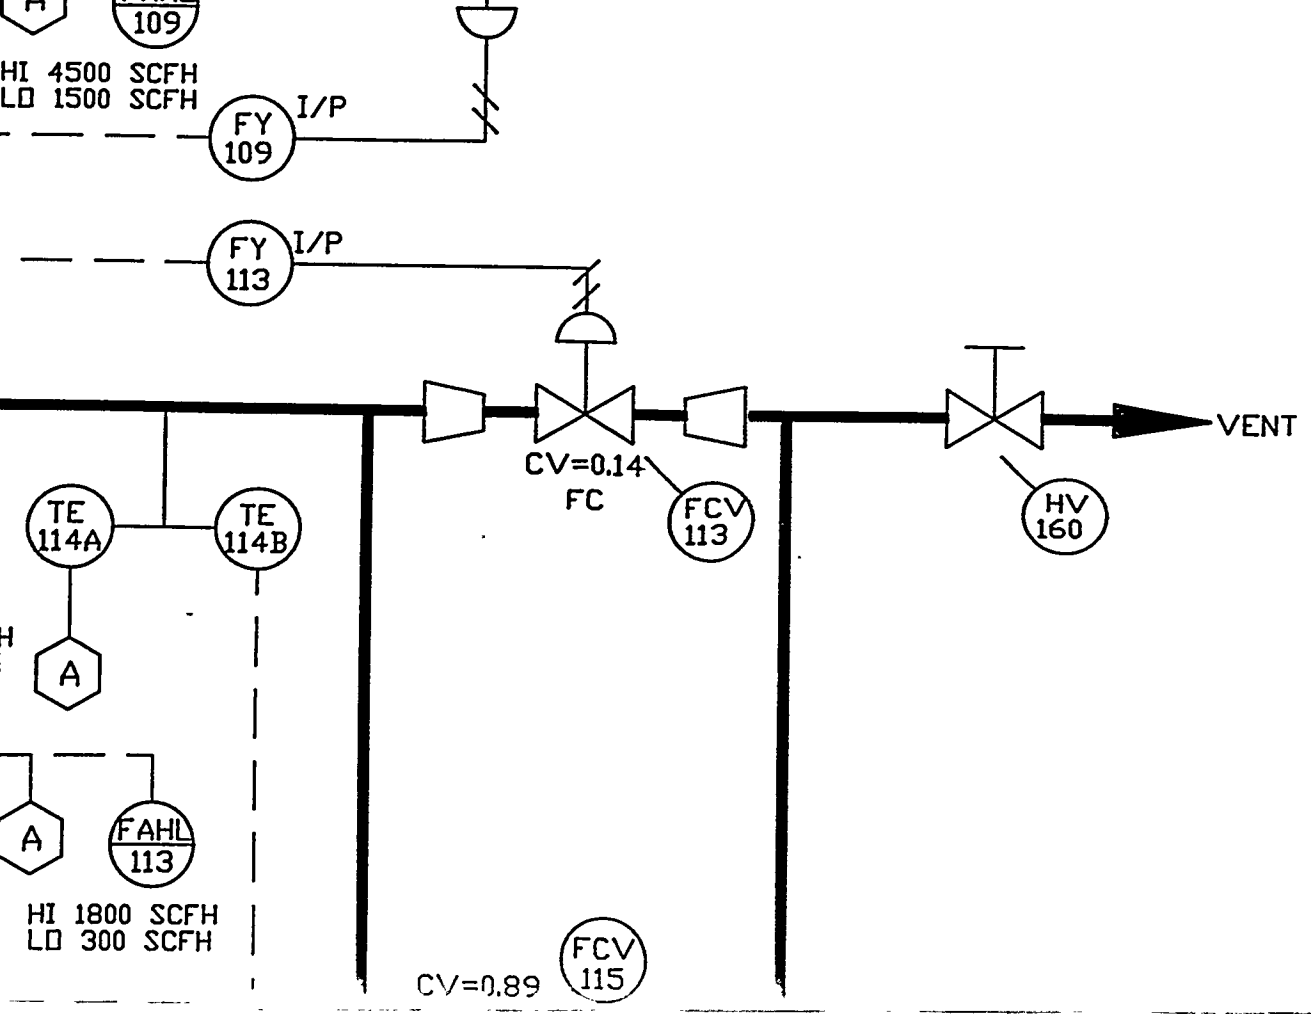 109
HI 4500 SCFH
LO 1500 SCFH
I/P
FY
109
I/P
FY
113
VENT
CV=0.14
FC
FCV
113
HV
160
TE
114A
TE
114B
H
A
A
FAHL
113
HI 1800 SCFH
LO 300 SCFH
FCV
115
CV=0.89